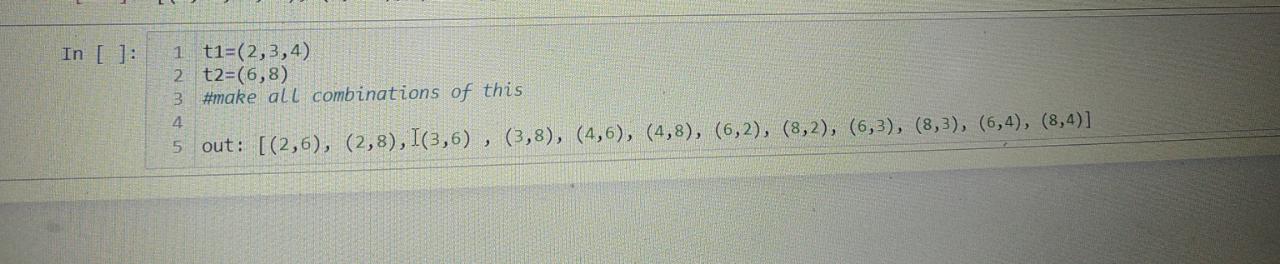 In [ ]:
1 t1=(2,3,4)
2 t2=(6,8)
3 #make all combinations of this
4
5 out: [(2,6), (2,8),(3,6) , (3,8), (4,6), (4,8), (6,2), (8,2), (6,3), (8,3), (6,4), (8,4)]